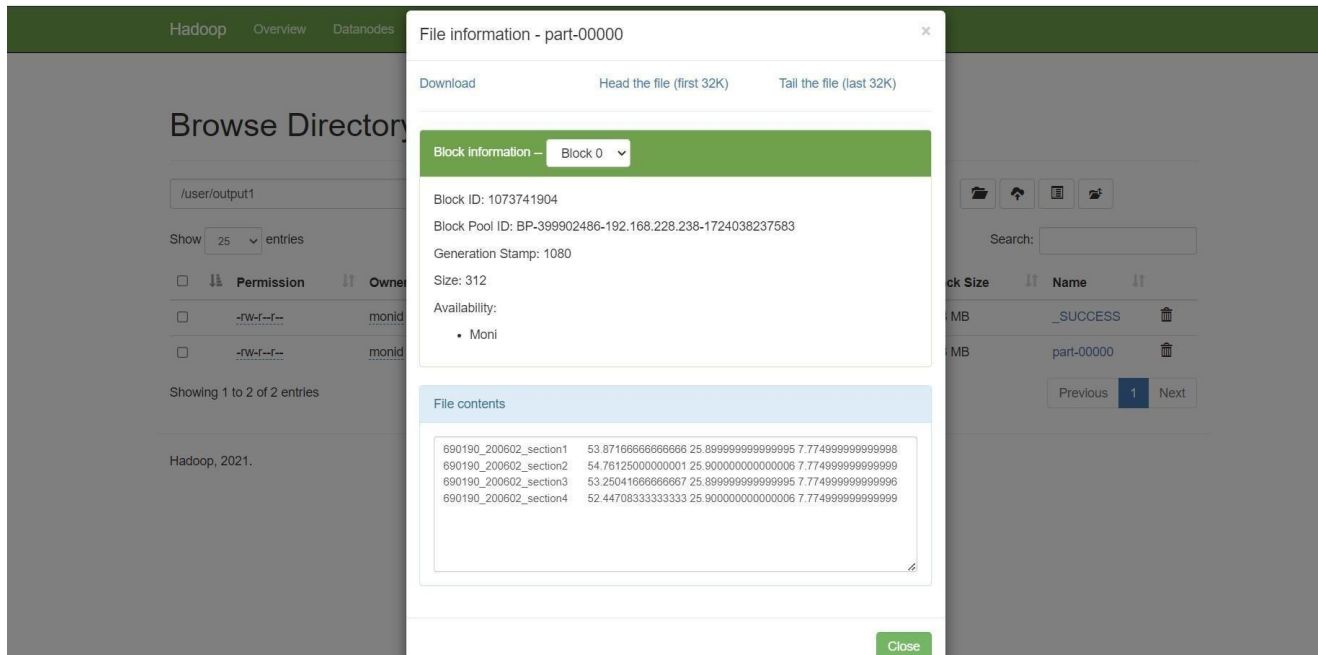 Hadoop Overview Datanodes
File information - part-00000 ×
Download Head the file (first 32K) Tail the file (last 32K)
Browse Directory
Block information -- Block 0
/user/output1
Block ID: 1073741904
Block Pool ID: BP-399902486-192.168.228.238-1724038237583
Show 25 entries
Search:
Generation Stamp: 1080
Permission Owner
Size: 312
ck Size Name
Availability:
-rw-r--r-- monid
MB _SUCCESS
• Moni
-rw-r--r-- monid
MB part-00000
Showing 1 to 2 of 2 entries
Previous 1 Next
File contents
690190_200602_section1 53.87166666666666 25.899999999999995 7.774999999999998
690190_200602_section2 54.76125000000001 25.900000000000006 7.774999999999999
690190_200602_section3 53.25041666666667 25.899999999999995 7.774999999999996
690190_200602_section4 52.44708333333333 25.900000000000006 7.774999999999999
Hadoop, 2021.
Close